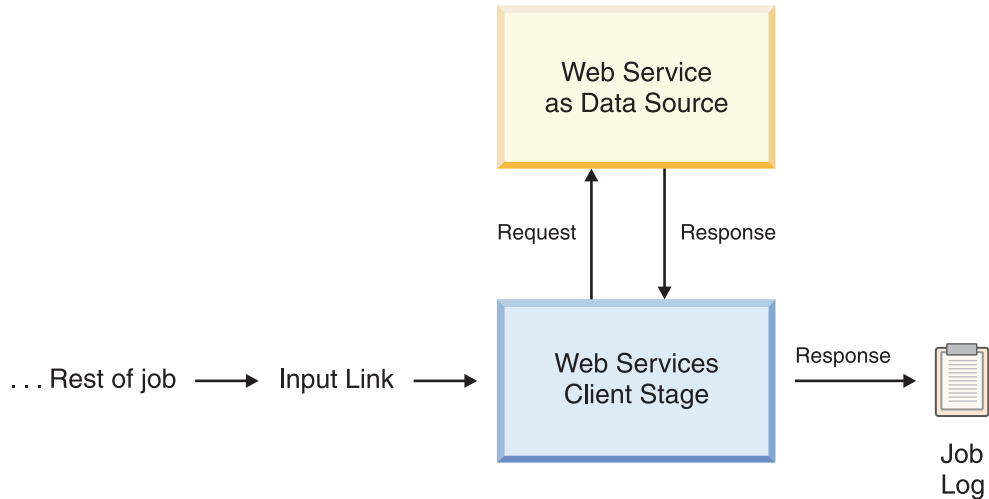 Web Service
as Data Source
Request
Response
. . . Rest of job
Input Link
Web Services
Client Stage
Response
Job
Log